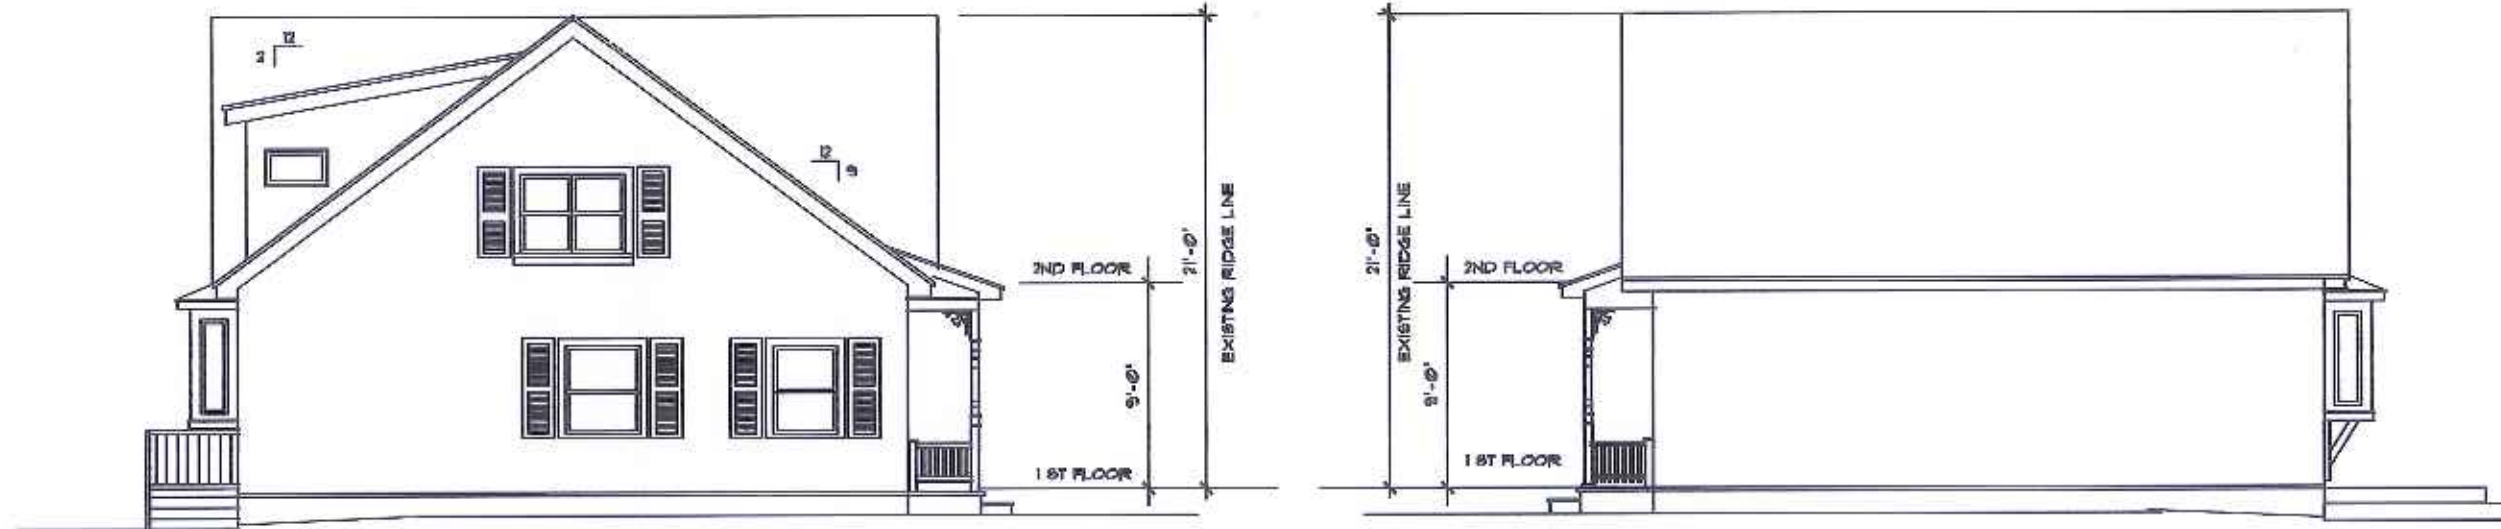 12
3
12
9
2ND FLOOR
21'-0"
EXISTING RIDGE LINE
9'-0"
1 ST FLOOR
21'-0"
EXISTING RIDGE LINE
2ND FLOOR
9'-0"
1 ST FLOOR